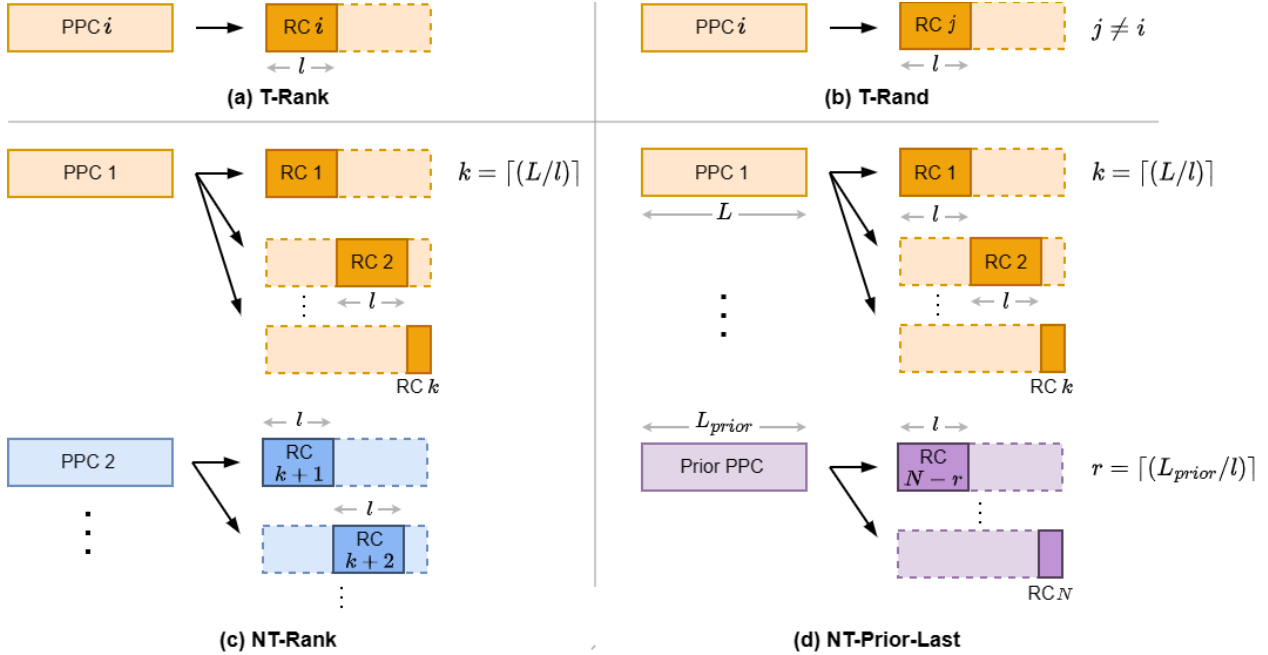 PPC i
RC i
l
(a) T-Rank
PPC i
RC j
j ≠ i
l
(b) T-Rand
PPC 1
RC 1
k = ⌈(L/l)⌉
RC 2
l
⋮
RC k
PPC 2
⋮
l
RC
k + 1
l
RC
k + 2
⋮
(c) NT-Rank
PPC 1
L
RC 1
k = ⌈(L/l)⌉
l
RC 2
l
⋮
⋮
RC k
L_prior
Prior PPC
l
RC
N − r
r = ⌈(L_prior/l)⌉
⋮
RC N
(d) NT-Prior-Last